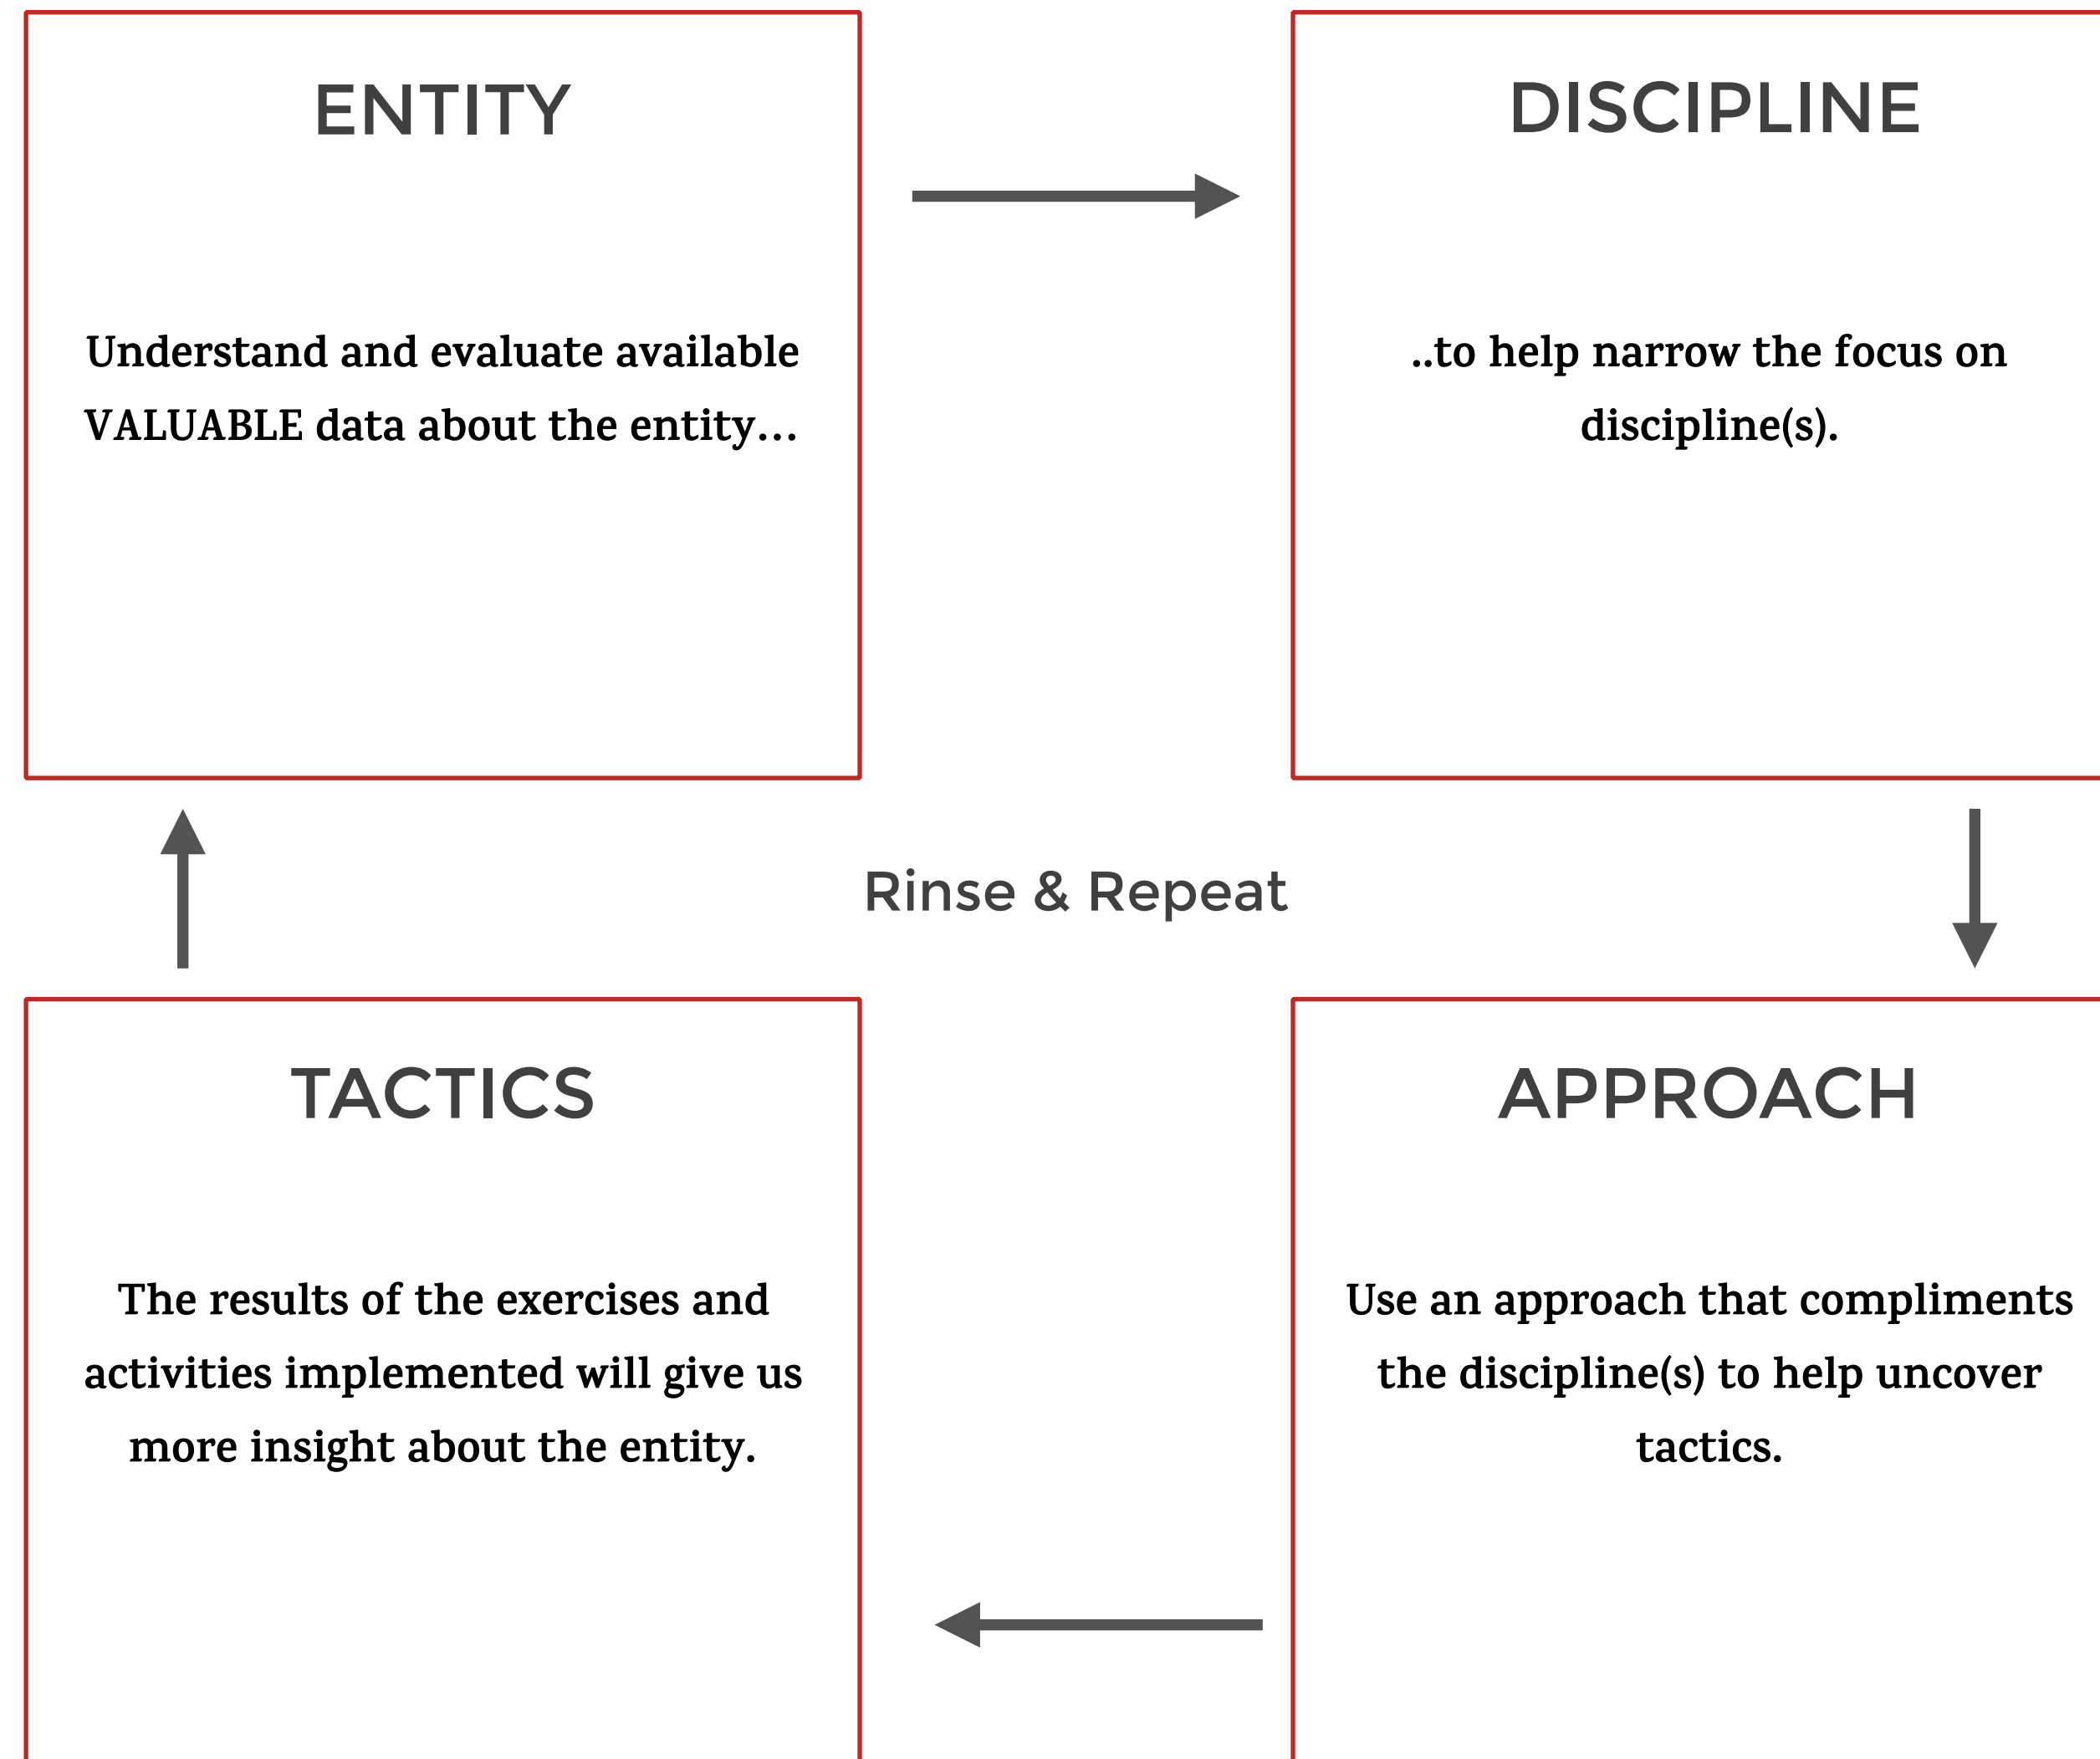 ENTITY
Understand and evaluate available
VALUABLE data about the entity...
DISCIPLINE
..to help narrow the focus on
discipline(s).
Rinse & Repeat
TACTICS
The results of the exercises and
activities implemented will give us
more insight about the entity.
APPROACH
Use an approach that compliments
the discipline(s) to help uncover
tactics.